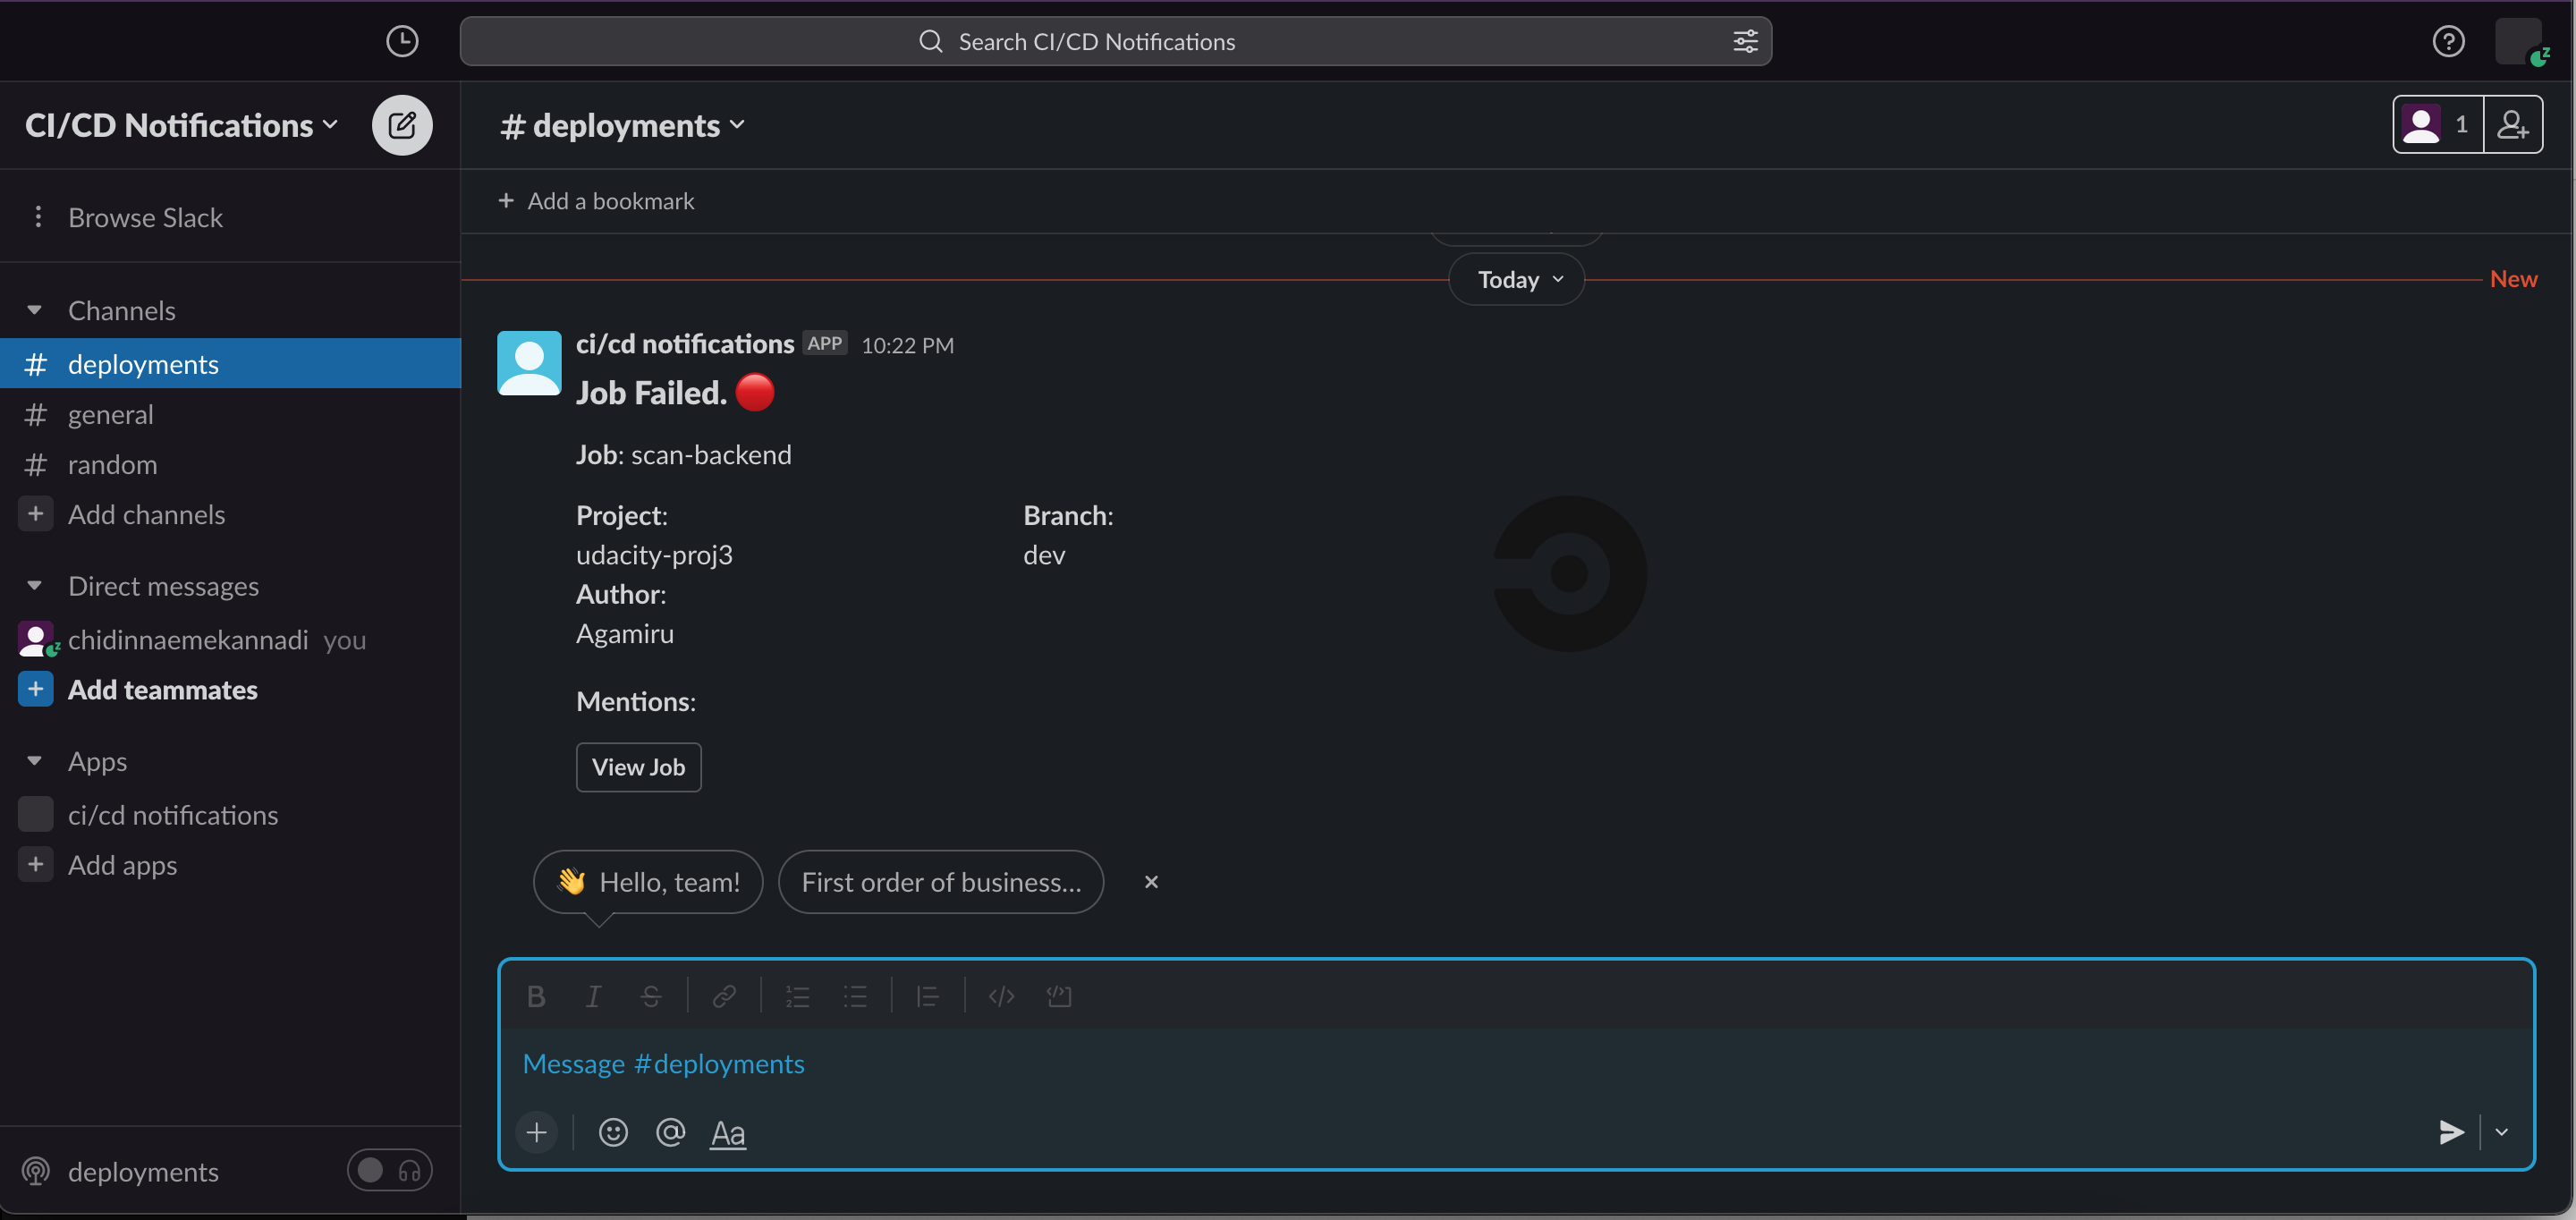 Search CI/CD Notifications
CI/CD Notifications
Browse Slack
Channels
# deployments
# general
# random
+ Add channels
Direct messages
chidinnaemekannadi you
+ Add teammates
Apps
ci/cd notifications
+ Add apps
deployments
# deployments
1
+ Add a bookmark
Today
New
ci/cd notifications APP 10:22 PM
Job Failed. 🔴
Job: scan-backend
Project:
udacity-proj3
Branch:
dev
Author:
Agamiru
Mentions:
View Job
👋 Hello, team!
First order of business...
Message #deployments
Aa